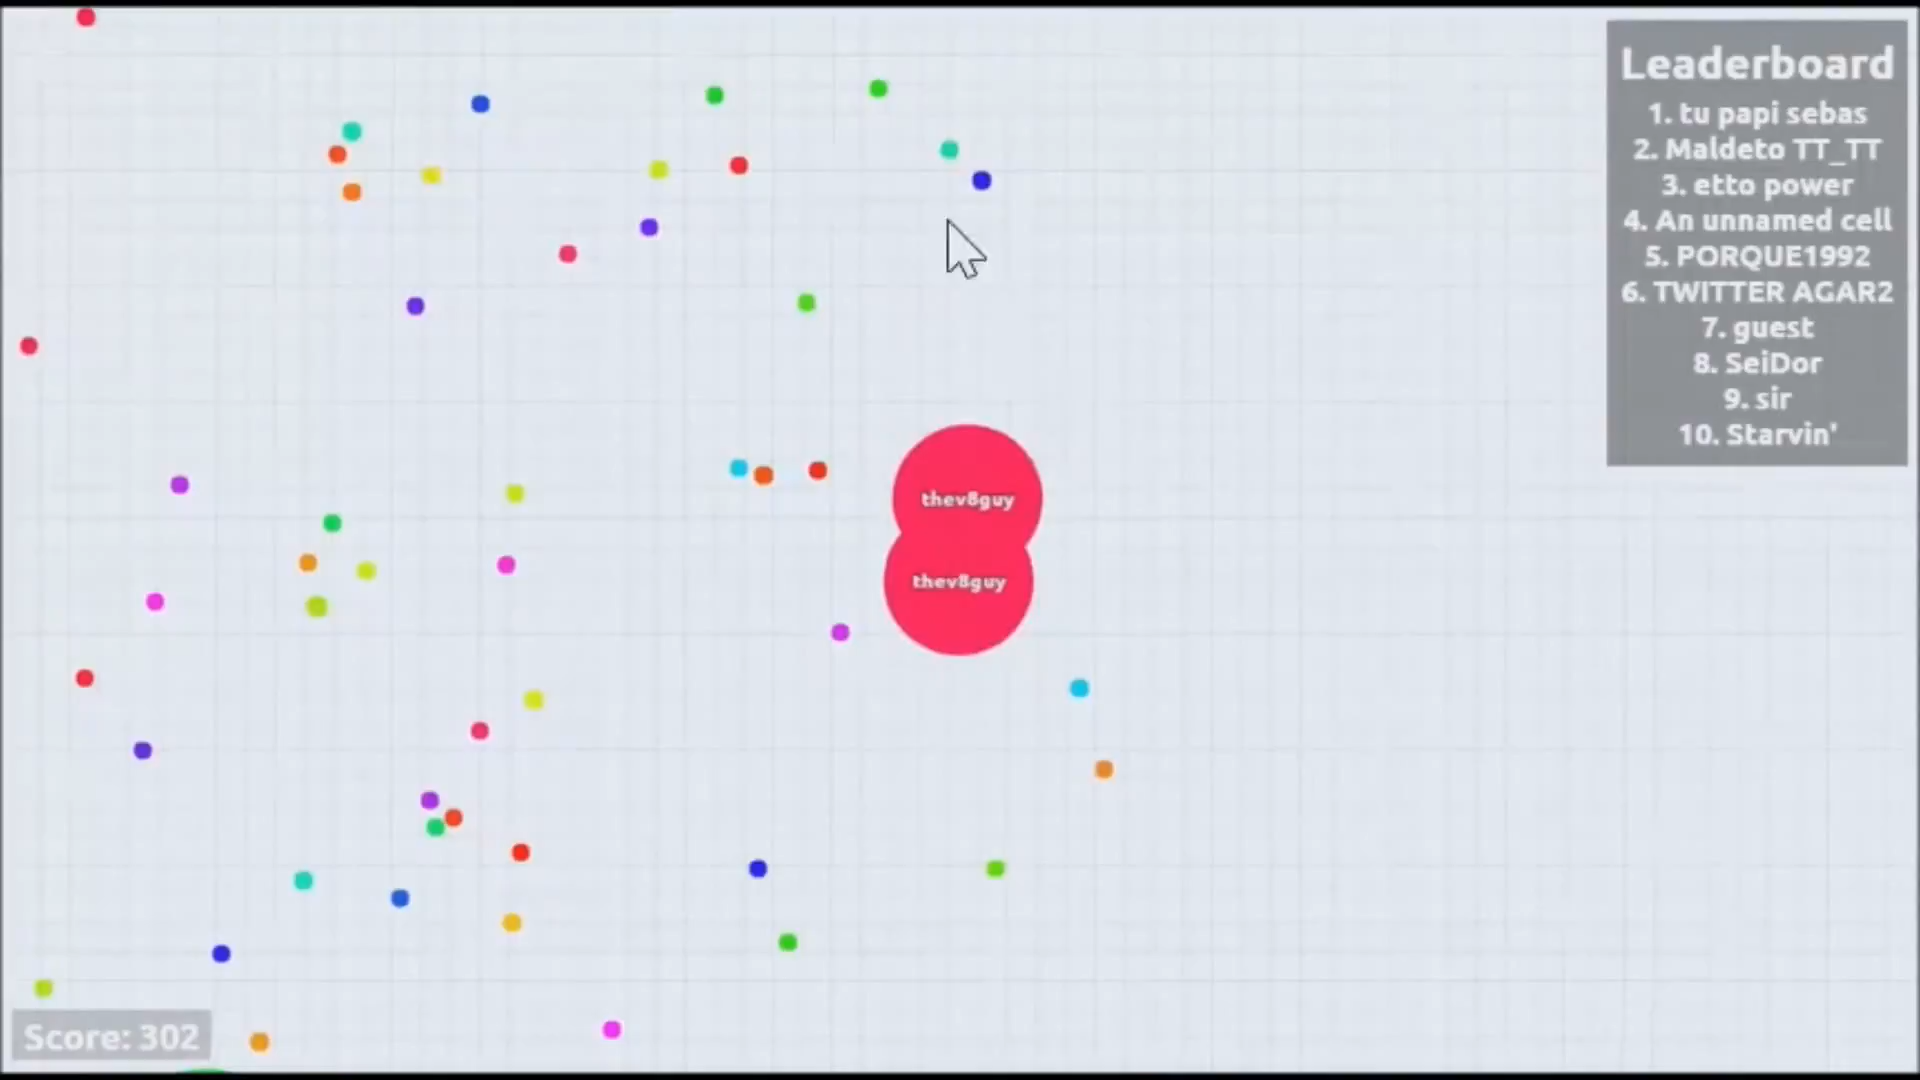 Leaderboard
1. tu papi sebas
2. Maldeto TT_TT
3. etto power
4. An unnamed cell
5. PORQUE1992
6. TWITTER AGAR2
7. guest
8. SeiDor
9. sir
10. Starvin'
thev8guy
thev8guy
Score: 302